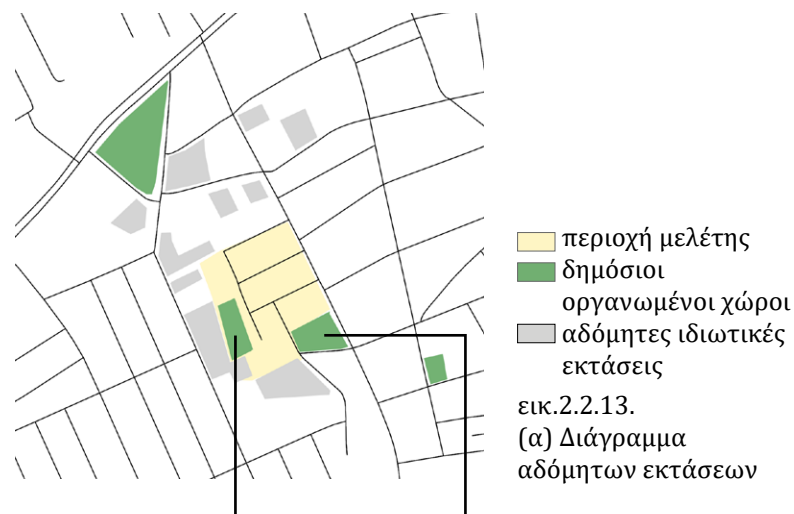 περιοχή μελέτης
δημόσιοι
οργανωμένοι χώροι
αδόμητες ιδιωτικές
εκτάσεις
εικ.2.2.13.
(α) Διάγραμμα
αδόμητων εκτάσεων